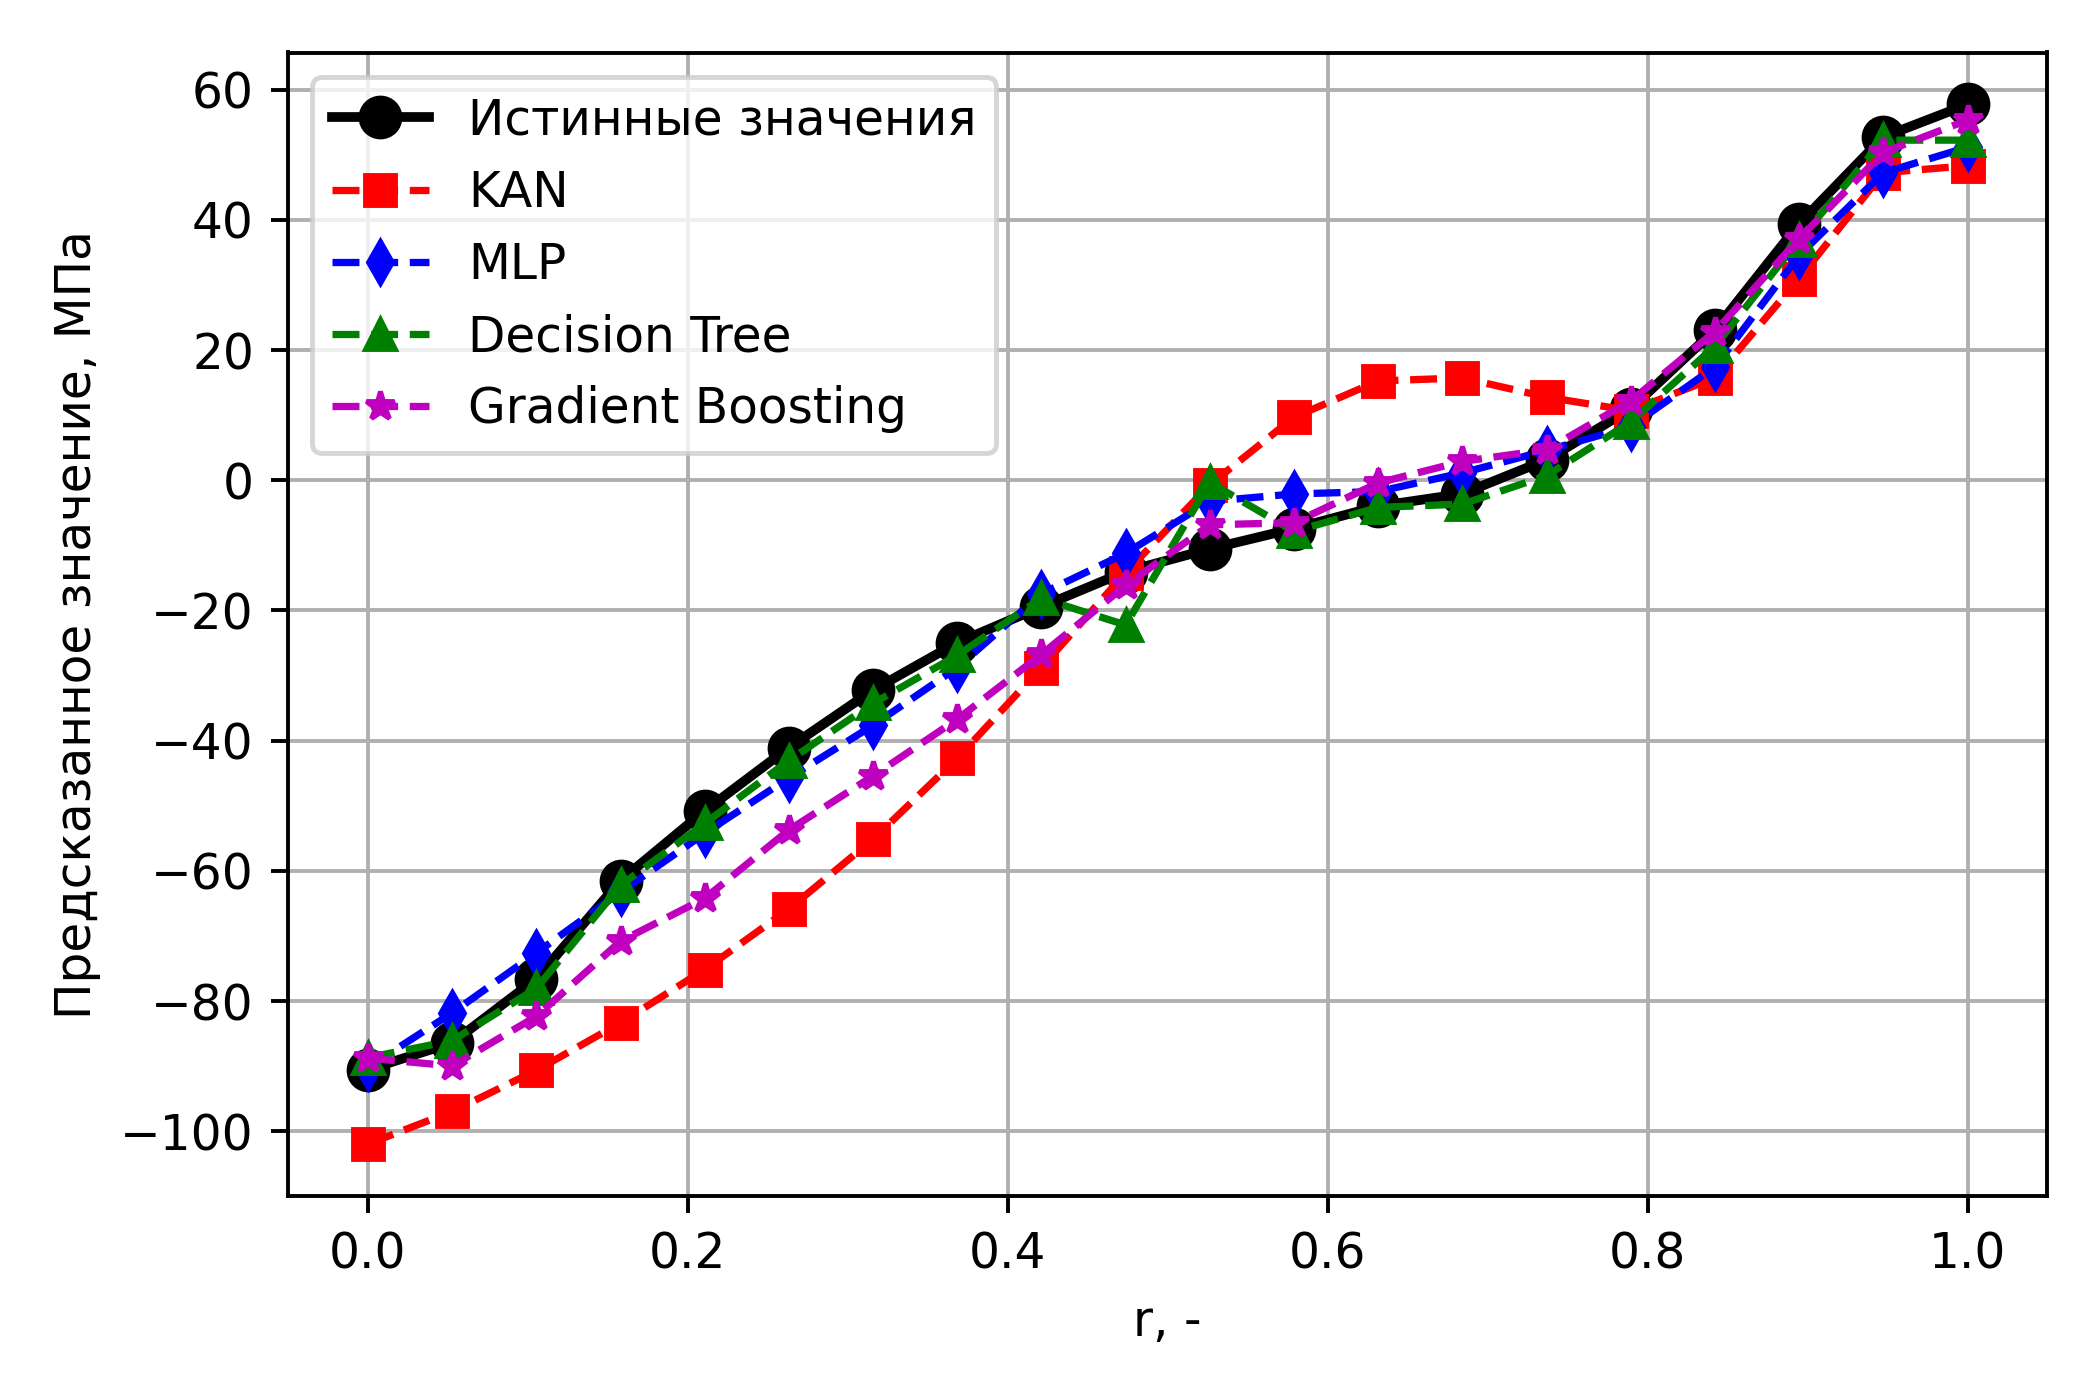 Предсказанное значение, МПа
60
40
20
0
−20
−40
−60
−80
−100
Истинные значения
KAN
MLP
Decision Tree
Gradient Boosting
0.0 0.2 0.4 0.6 0.8 1.0
r, -